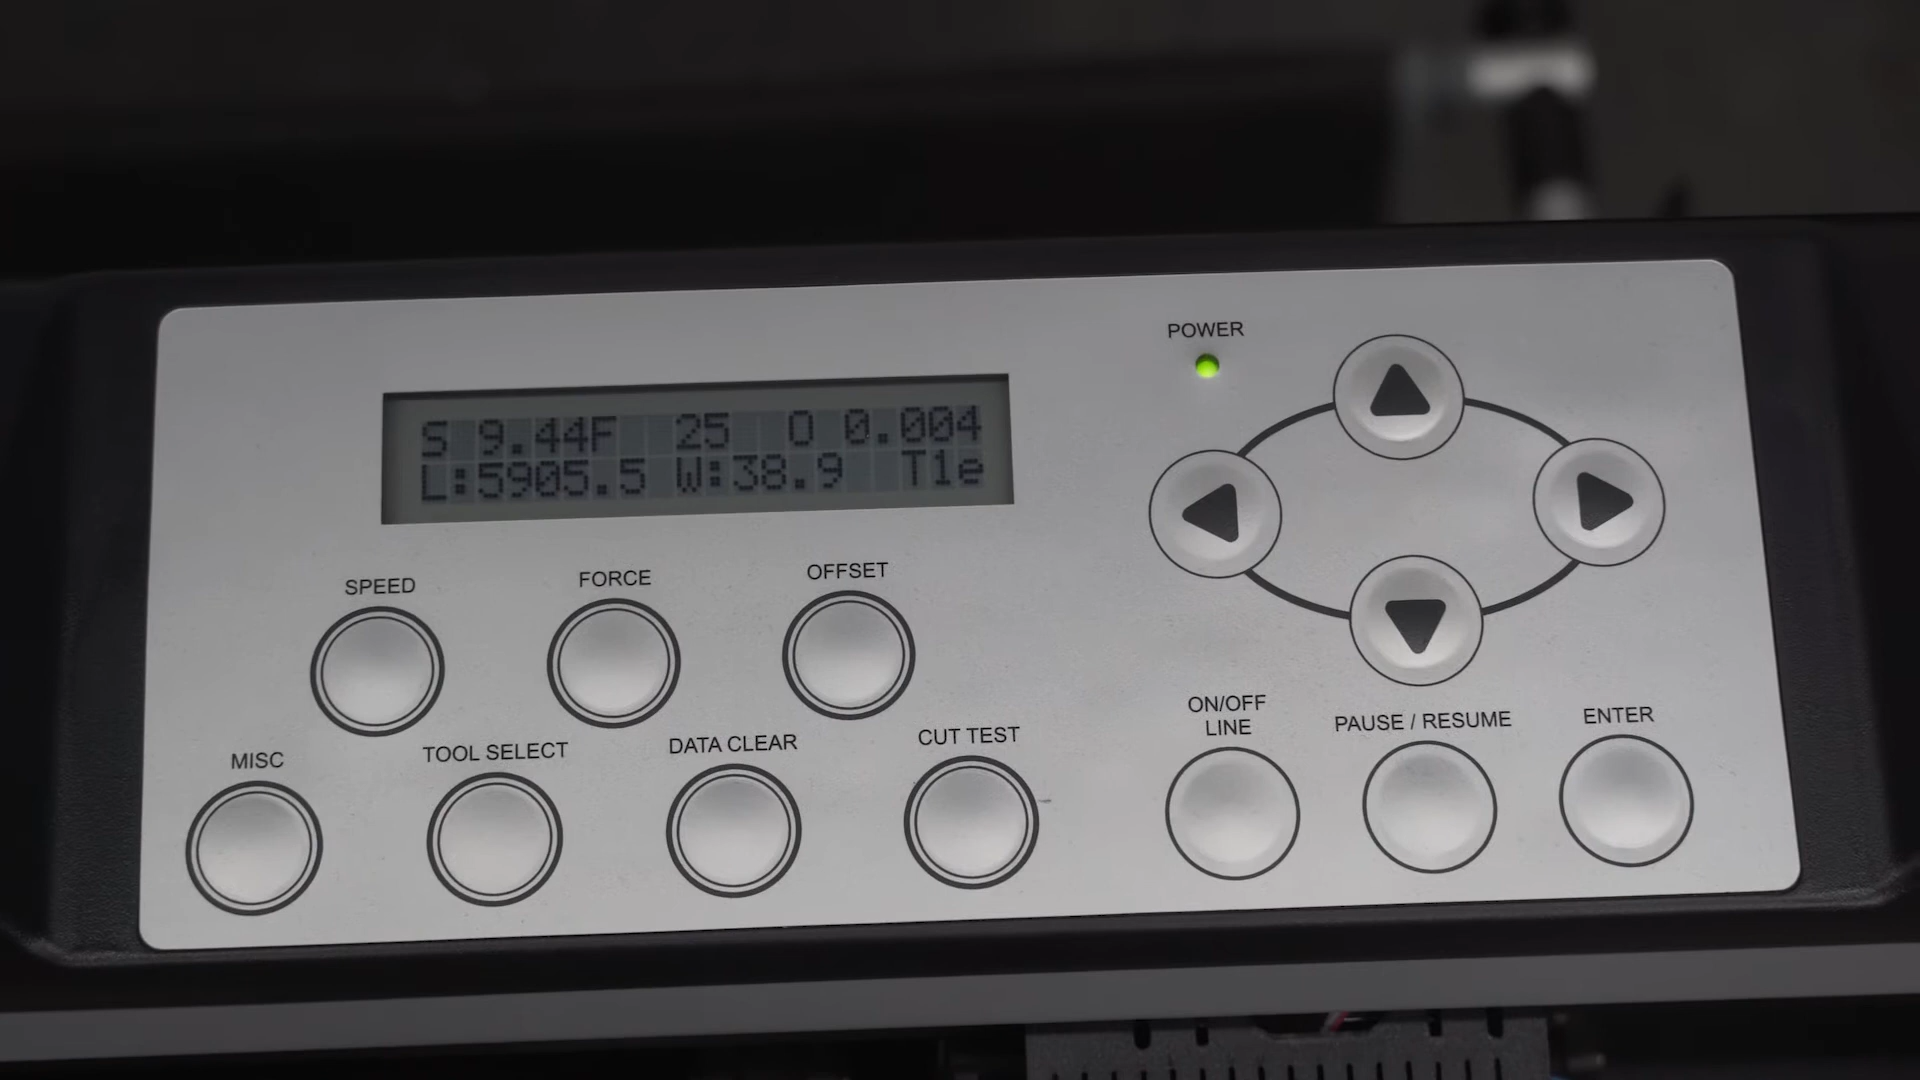 POWER
S 9.44F 25 O 0.004
L:5905.5 W:38.9 T1e
SPEED
FORCE
OFFSET
MISC
TOOL SELECT
DATA CLEAR
CUT TEST
ON/OFF
LINE
PAUSE / RESUME
ENTER